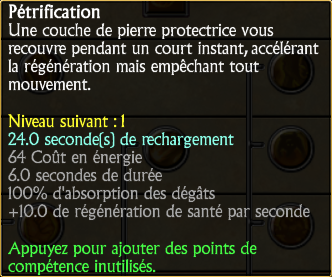 Pétrification
Une couche de pierre protectrice vous
recouvre pendant un court instant, accélérant
la régénération mais empêchant tout
mouvement.
Niveau suivant : 1
24.0 seconde(s) de rechargement
64 Coût en énergie
6.0 secondes de durée
100% d'absorption des dégâts
+10.0 de régénération de santé par seconde
Appuyez pour ajouter des points de
compétence inutilisés.